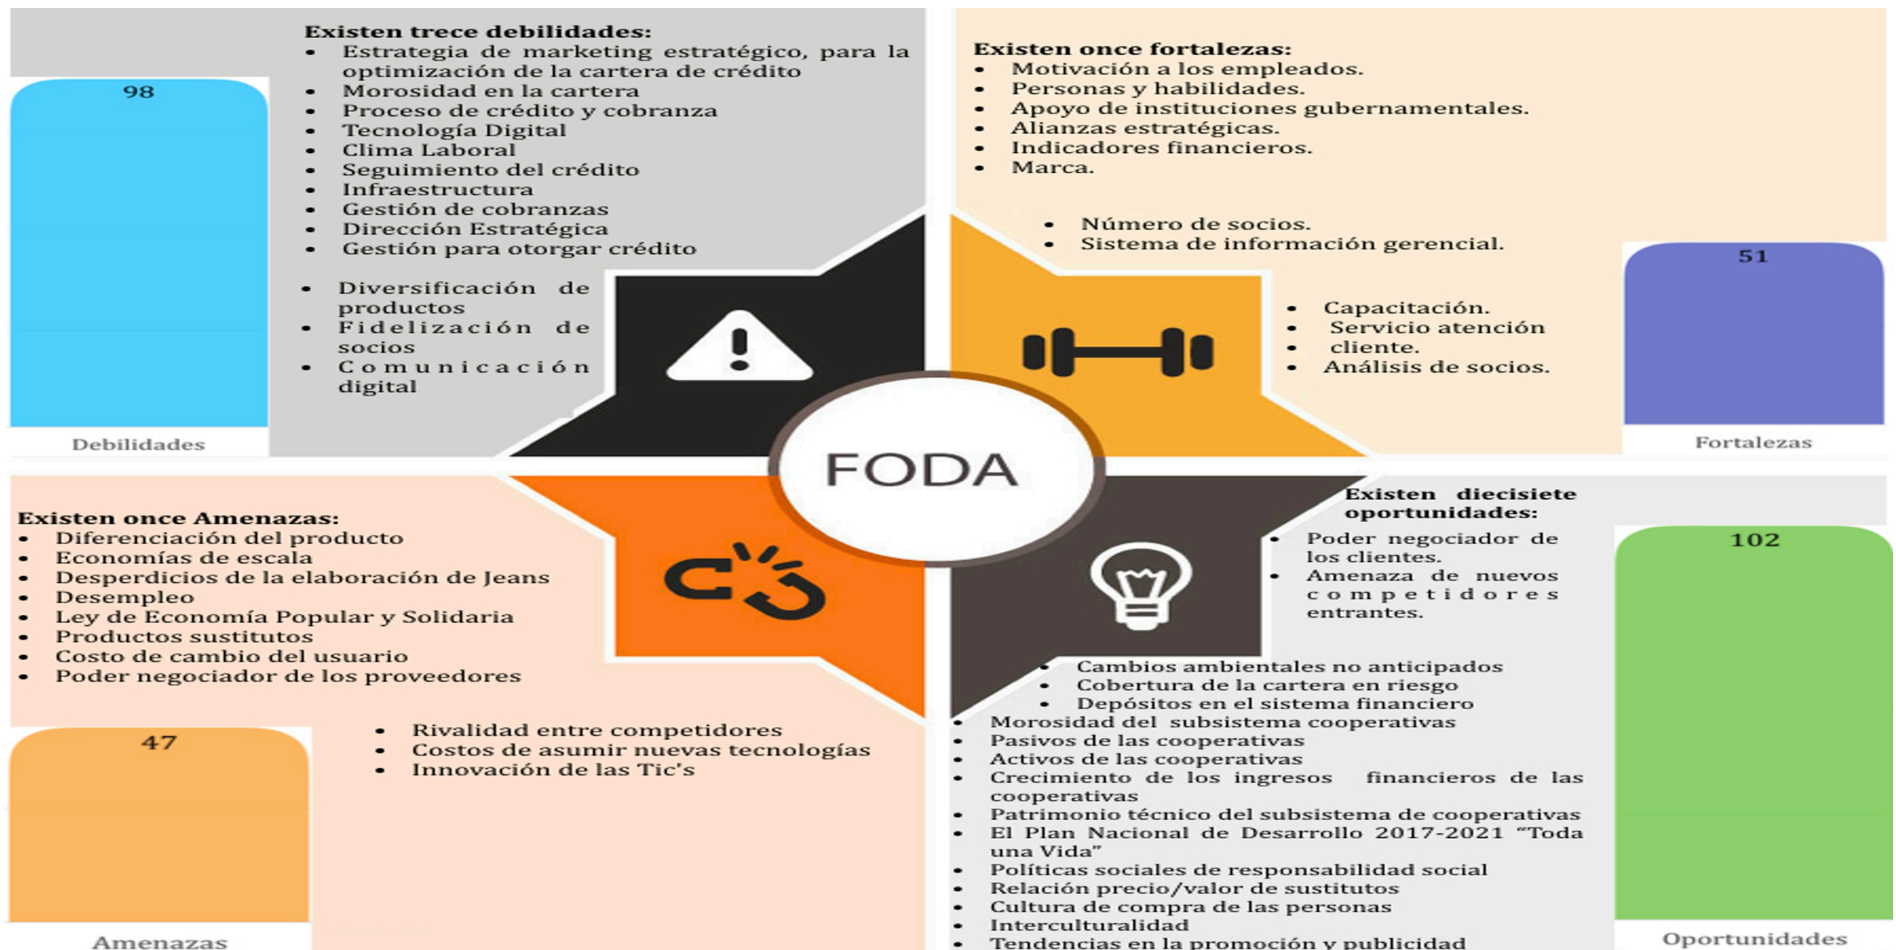 Existen trece debilidades:
• Estrategia de marketing estratégico, para la
optimización de la cartera de crédito
• Morosidad en la cartera
• Proceso de crédito y cobranza
• Tecnología Digital
• Clima Laboral
• Seguimiento del crédito
• Infraestructura
• Gestión de cobranzas
• Dirección Estratégica
• Gestión para otorgar crédito
• Diversificación de
productos
• Fidelización de
socios
• Comunicación
digital
98
Debilidades
Existen once fortalezas:
• Motivación a los empleados.
• Personas y habilidades.
• Apoyo de instituciones gubernamentales.
• Alianzas estratégicas.
• Indicadores financieros.
• Marca.
• Número de socios.
• Sistema de información gerencial.
• Capacitación.
• Servicio atención
• cliente.
• Análisis de socios.
51
Fortalezas
FODA
Existen once Amenazas:
• Diferenciación del producto
• Economías de escala
• Desperdicios de la elaboración de Jeans
• Desempleo
• Ley de Economía Popular y Solidaria
• Productos sustitutos
• Costo de cambio del usuario
• Poder negociador de los proveedores
• Rivalidad entre competidores
• Costos de asumir nuevas tecnologías
• Innovación de las Tic's
47
Amenazas
Existen diecisiete
oportunidades:
• Poder negociador de
los clientes.
• Amenaza de nuevos
competidores
entrantes.
• Cambios ambientales no anticipados
• Cobertura de la cartera en riesgo
• Depósitos en el sistema financiero
• Morosidad del subsistema cooperativas
• Pasivos de las cooperativas
• Activos de las cooperativas
• Crecimiento de los ingresos financieros de las
cooperativas
• Patrimonio técnico del subsistema de cooperativas
• El Plan Nacional de Desarrollo 2017-2021 “Toda
una Vida”
• Políticas sociales de responsabilidad social
• Relación precio/valor de sustitutos
• Cultura de compra de las personas
• Interculturalidad
• Tendencias en la promoción y publicidad
102
Oportunidades